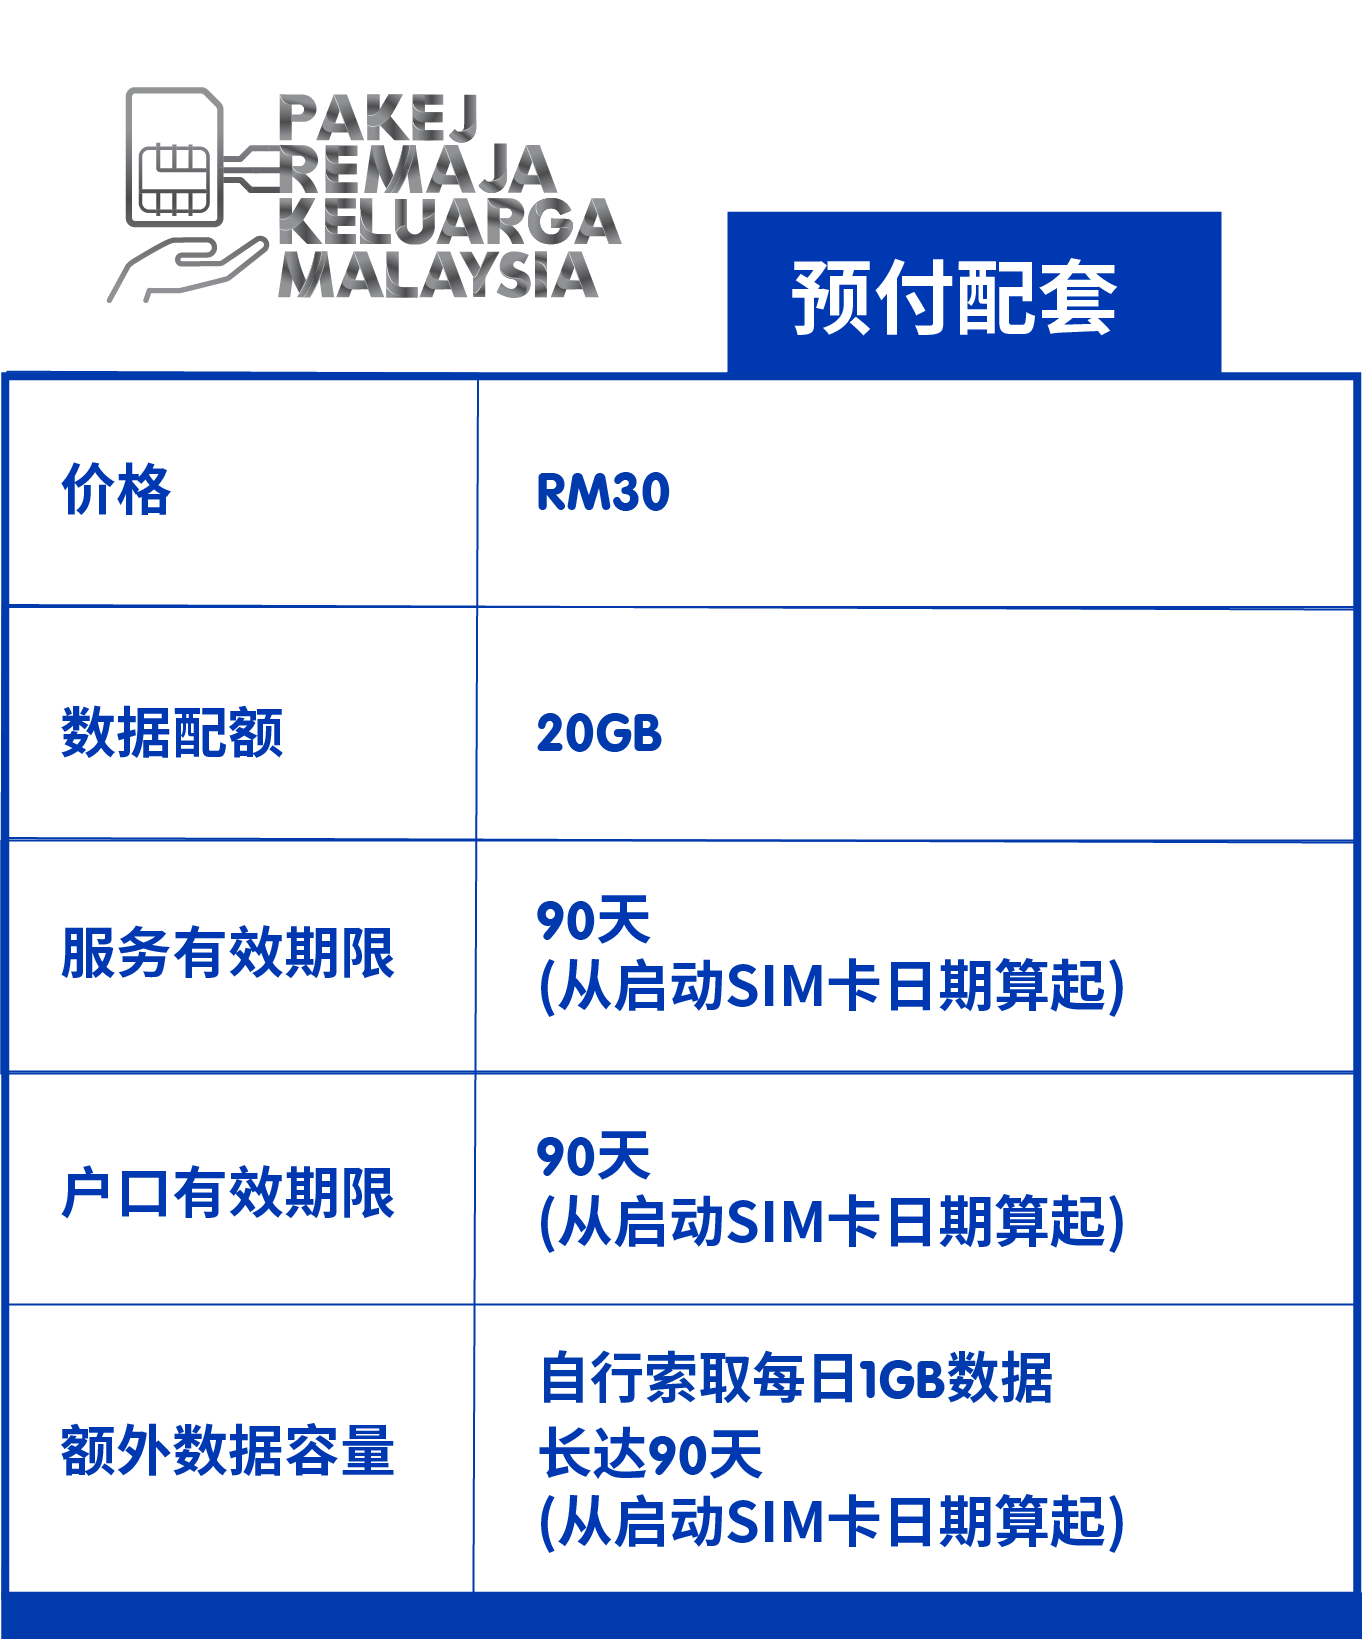 PAKEJ
REMAJA
KELUARGA
MALAYSIA
预付配套
价格
RM30
数据配额
20GB
服务有效期限
90天
(从启动SIM卡日期算起)
户口有效期限
90天
(从启动SIM卡日期算起)
额外数据容量
自行索取每日1GB数据
长达90天
(从启动SIM卡日期算起)